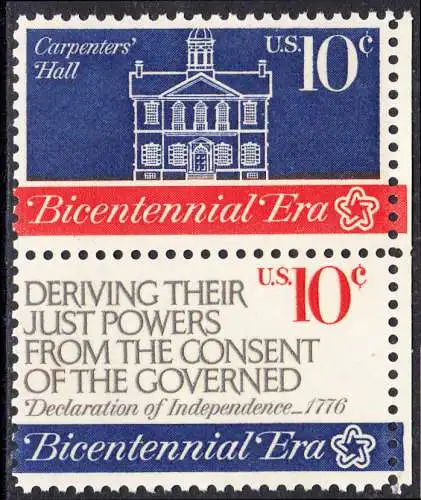 Carpenters'
Hall
U.S. 10¢
Bicentennial Era
U.S. 10¢
DERIVING THEIR
JUST POWERS
FROM THE CONSENT
OF THE GOVERNED
Declaration of Independence_1776
Bicentennial Era